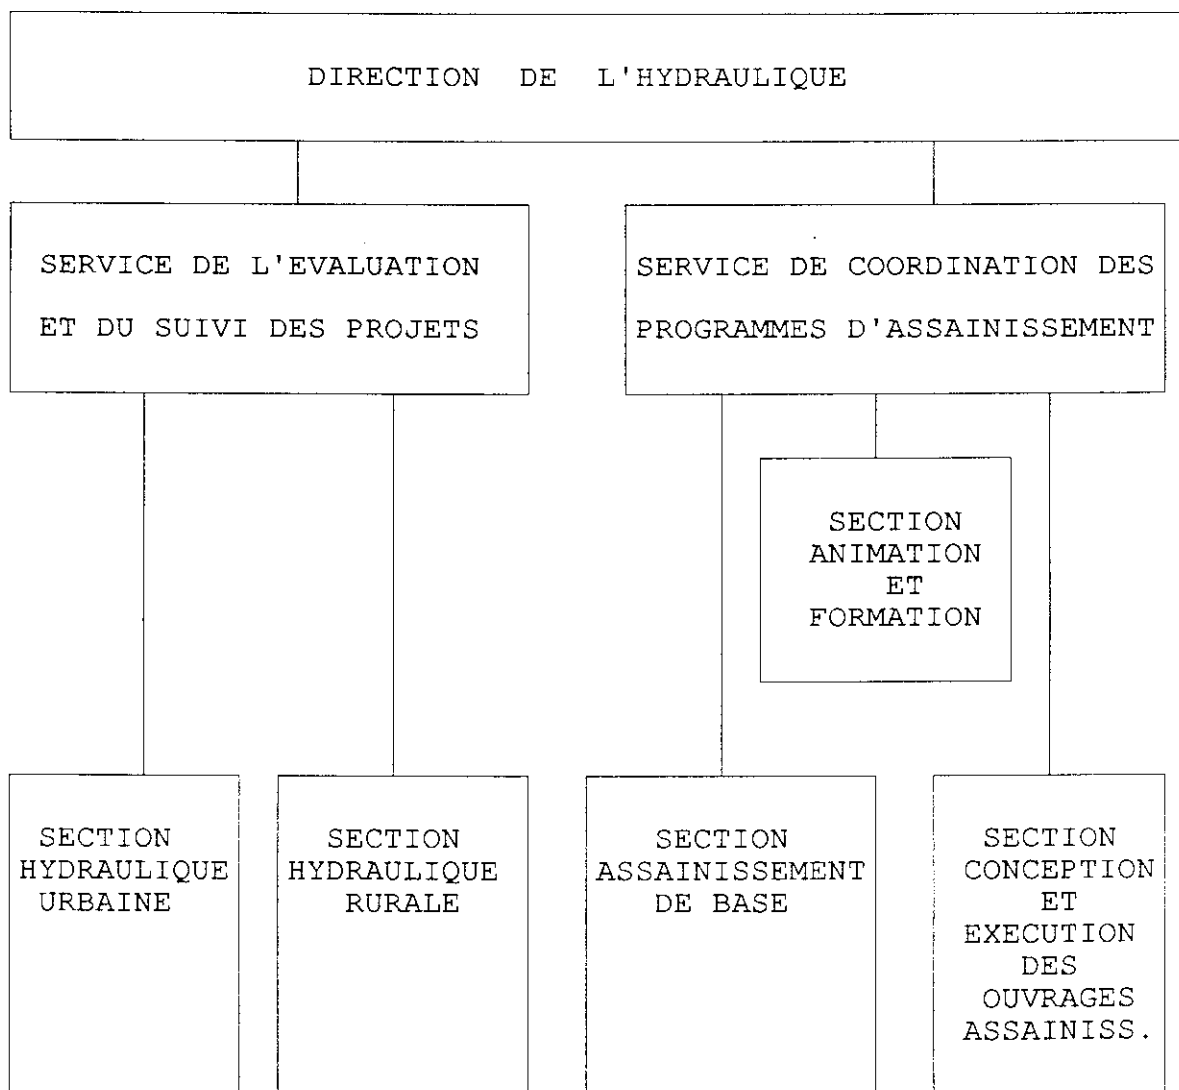 DIRECTION DE L'HYDRAULIQUE
SERVICE DE L'EVALUATION
ET DU SUIVI DES PROJETS
SERVICE DE COORDINATION DES
PROGRAMMES D'ASSAINISSEMENT
SECTION
ANIMATION
ET
FORMATION
SECTION
HYDRAULIQUE
URBAINE
SECTION
HYDRAULIQUE
RURALE
SECTION
ASSAINISSEMENT
DE BASE
SECTION
CONCEPTION
ET
EXECUTION
DES
OUVRAGES
ASSAINISS.